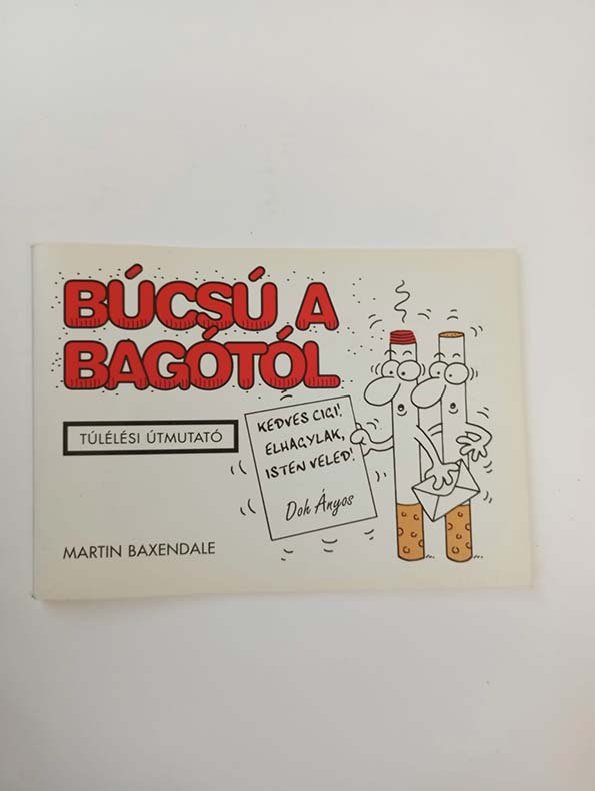 BÚCSÚ A
BAGÓTÓL
TÚLÉLÉSI ÚTMUTATÓ
KEDVES CIGI!
ELHAGYLAK,
ISTEN VELED!
Doh Ányos
MARTIN BAXENDALE